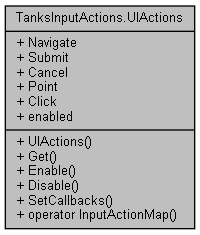 TanksInputActions.UIActions
+ Navigate
+ Submit
+ Cancel
+ Point
+ Click
+ enabled
+ UIActions()
+ Get()
+ Enable()
+ Disable()
+ SetCallbacks()
+ operator InputActionMap()